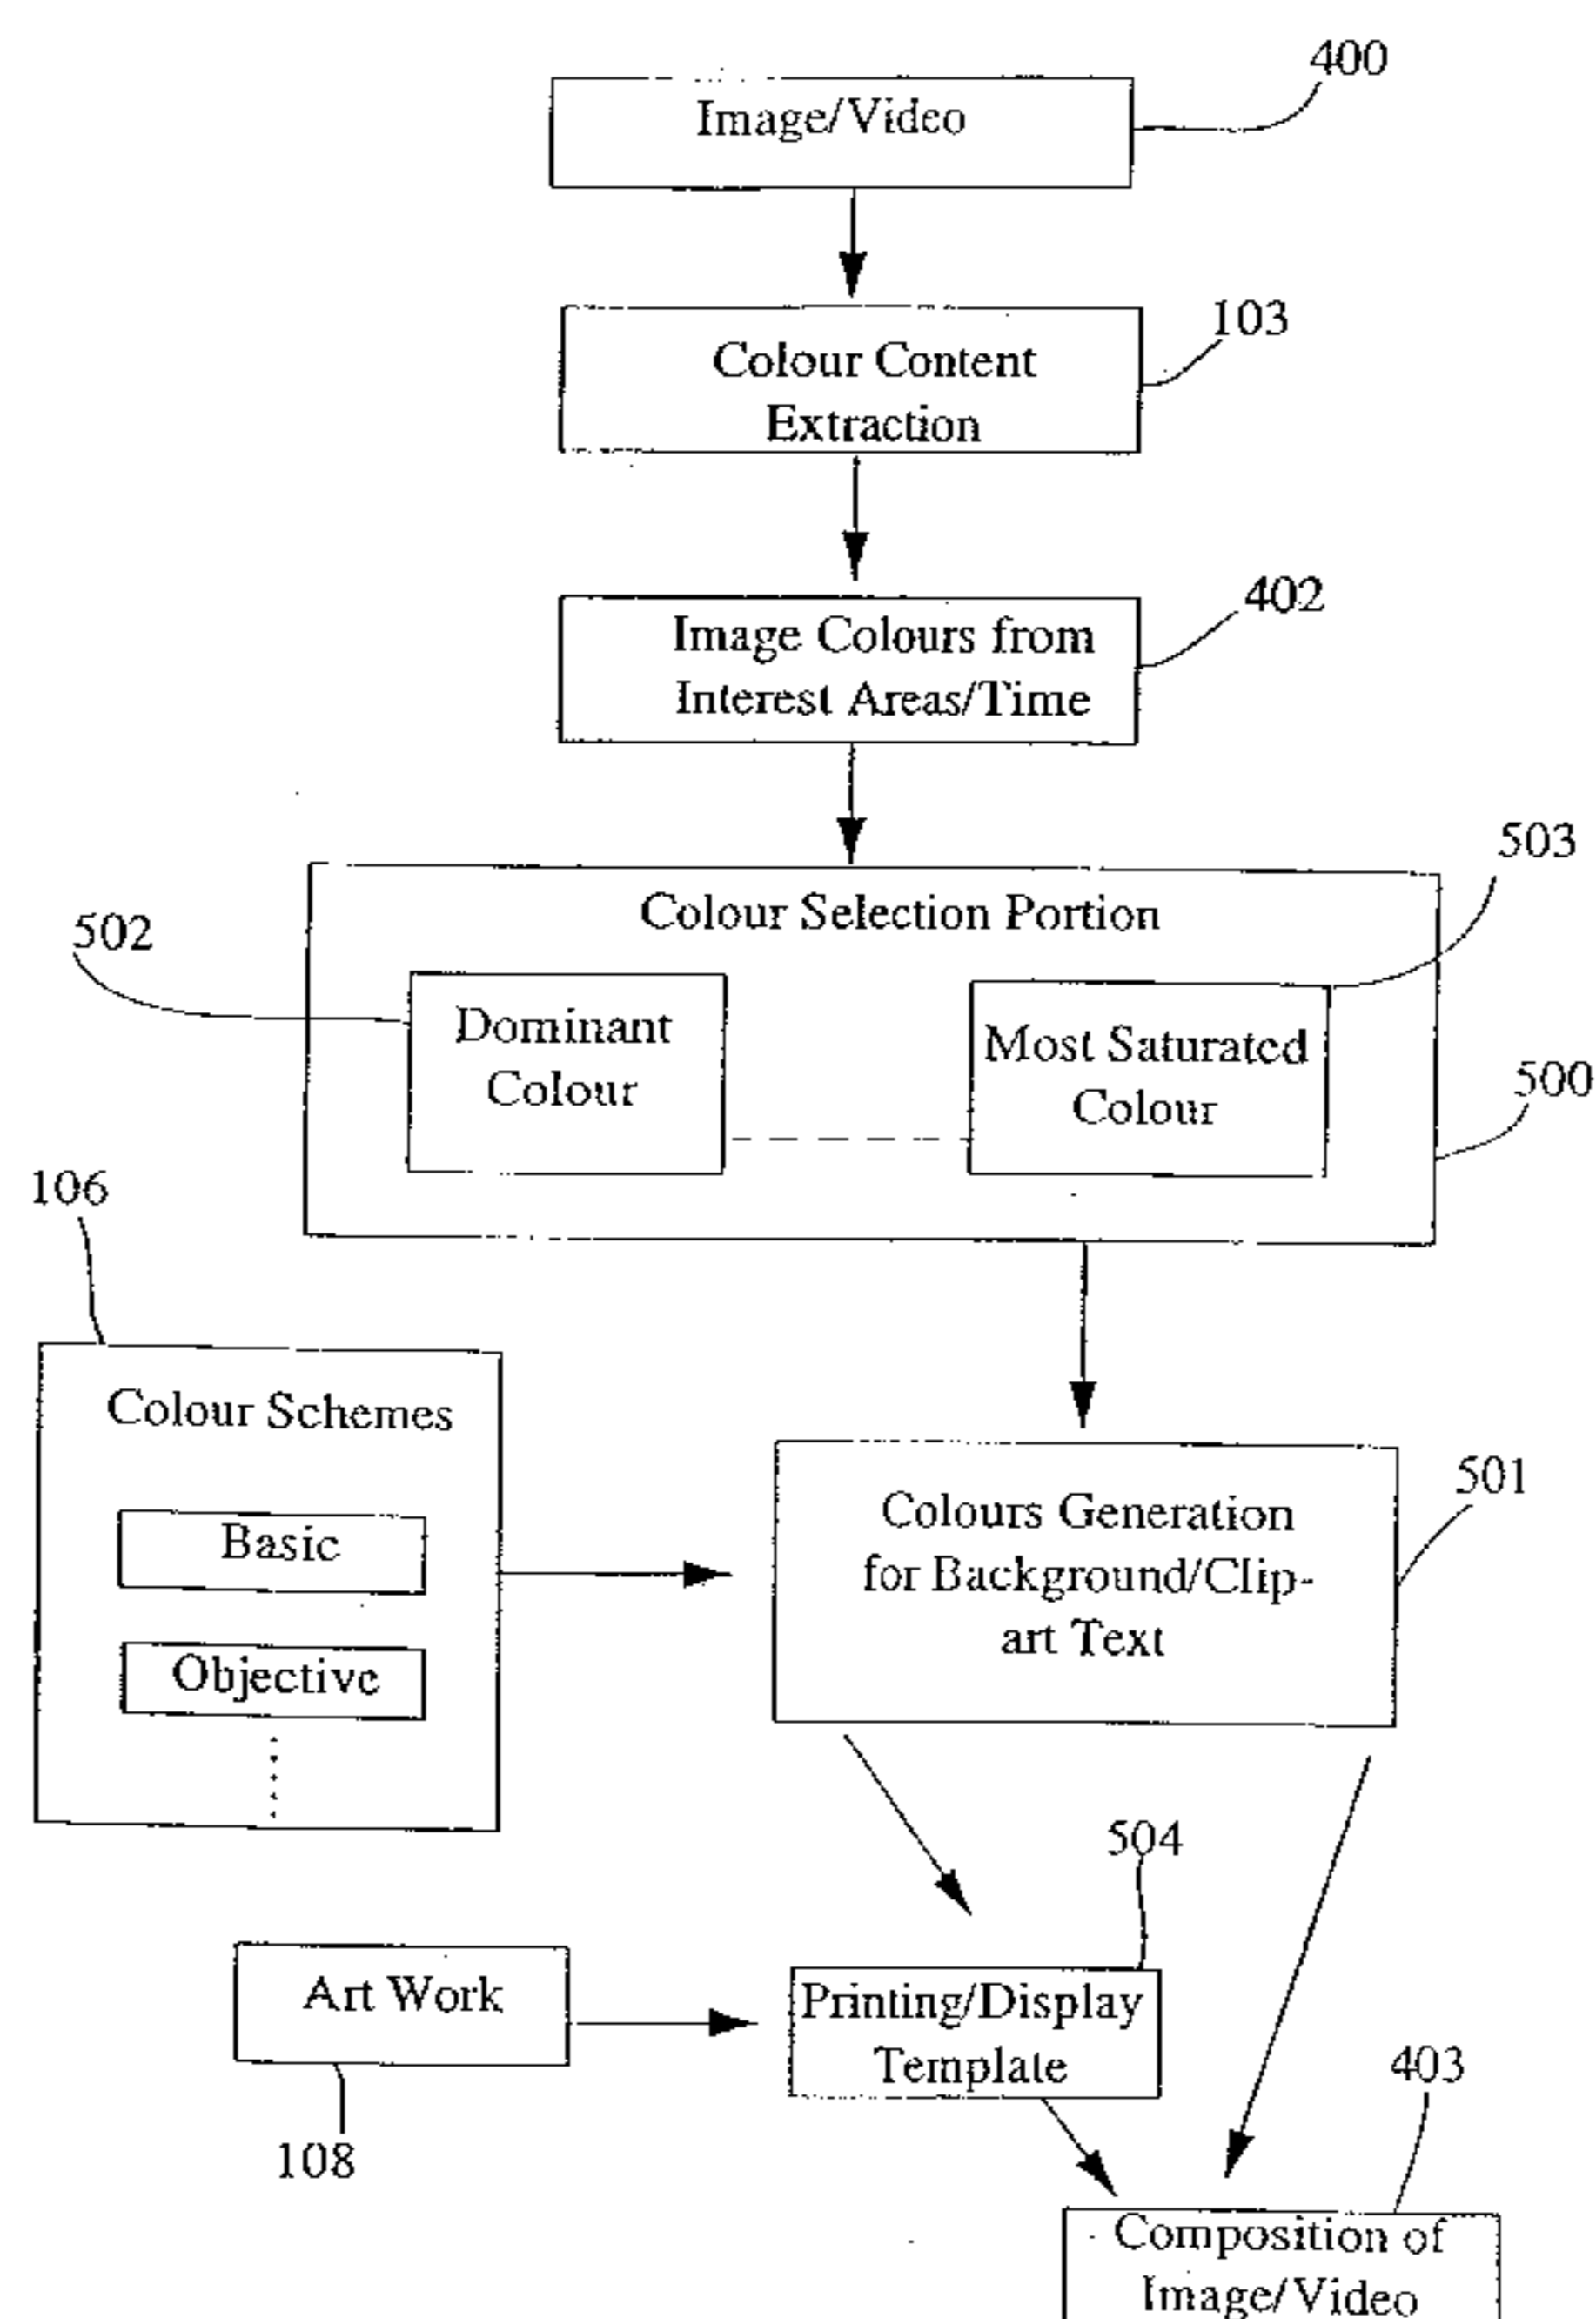 400
Image/Video
103
Colour Content
Extraction
402
Image Colours from
Interest Areas/Time
503
Colour Selection Portion
502
Dominant
Colour
Most Saturated
Colour
500
106
Colour Schemes
Basic
Objective
501
Colours Generation
for Background/Clip-
art Text
504
Art Work
108
Printing/Display
Template
403
Composition of
Image/Video